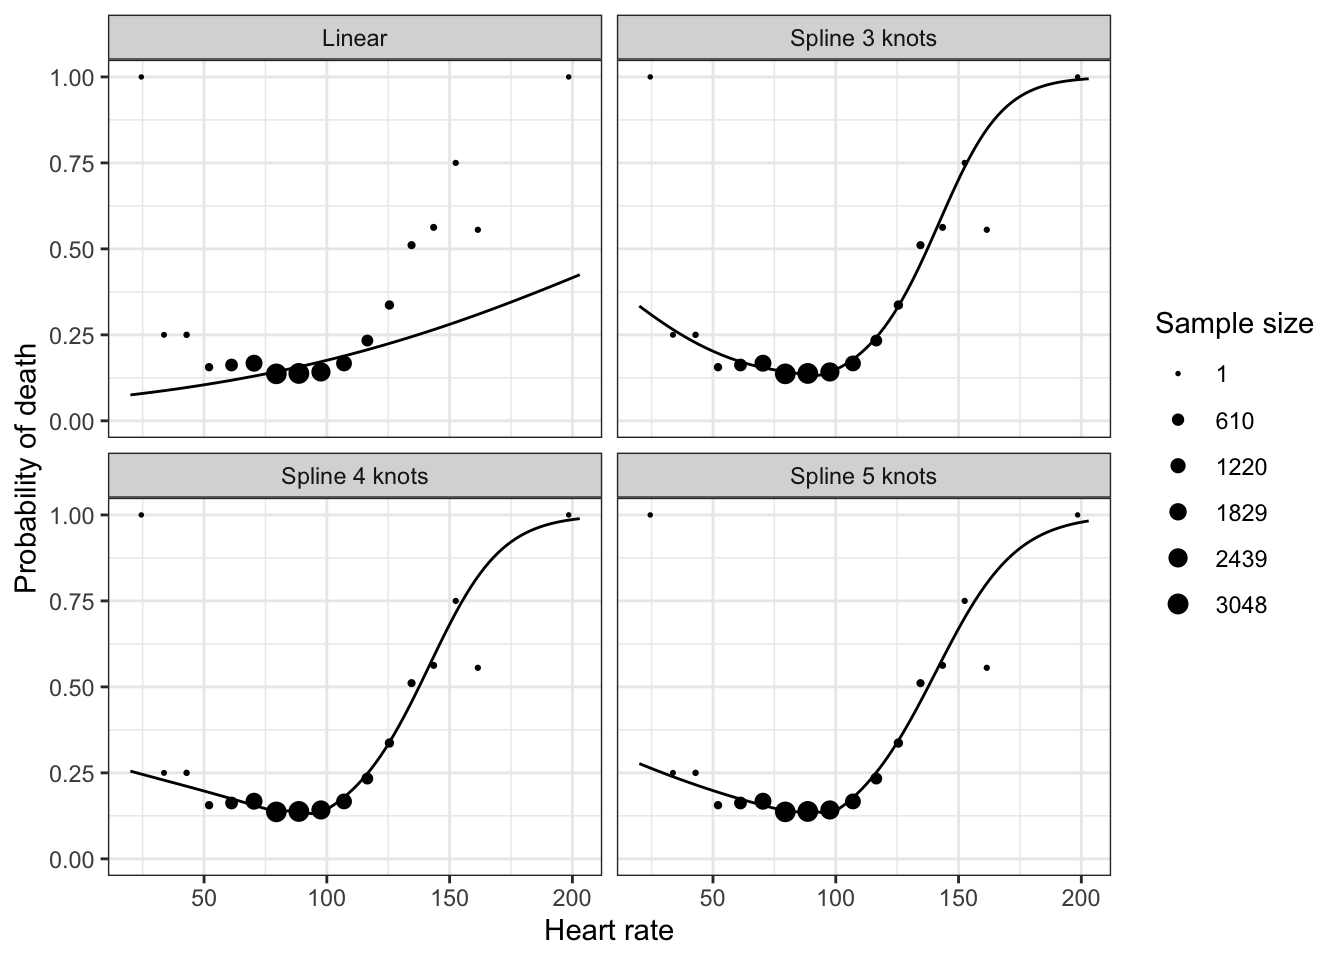 Linear
Spline 3 knots
1.00
0.75
0.50
0.25
0.00
Spline 4 knots
Spline 5 knots
1.00
0.75
0.50
0.25
0.00
50 100 150 200
50 100 150 200
Heart rate
Probability of death
Sample size
1
610
1220
1829
2439
3048